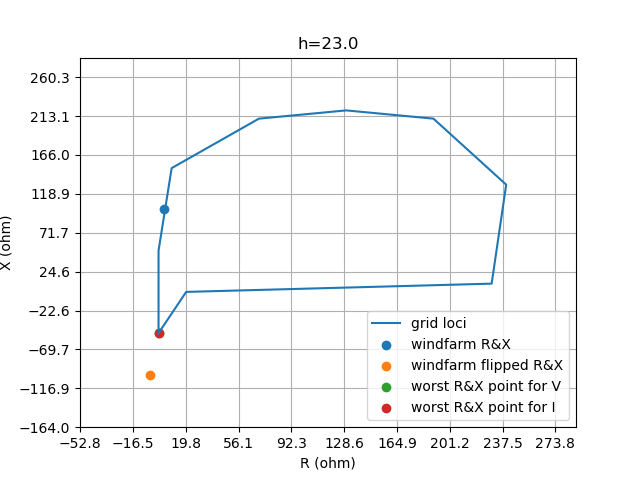 h=23.0
X (ohm)
260.3
213.1
166.0
118.9
71.7
24.6
−22.6
−69.7
−116.9
−164.0
−52.8 −16.5 19.8 56.1 92.3 128.6 164.9 201.2 237.5 273.8
R (ohm)
grid loci
windfarm R&X
windfarm flipped R&X
worst R&X point for V
worst R&X point for I